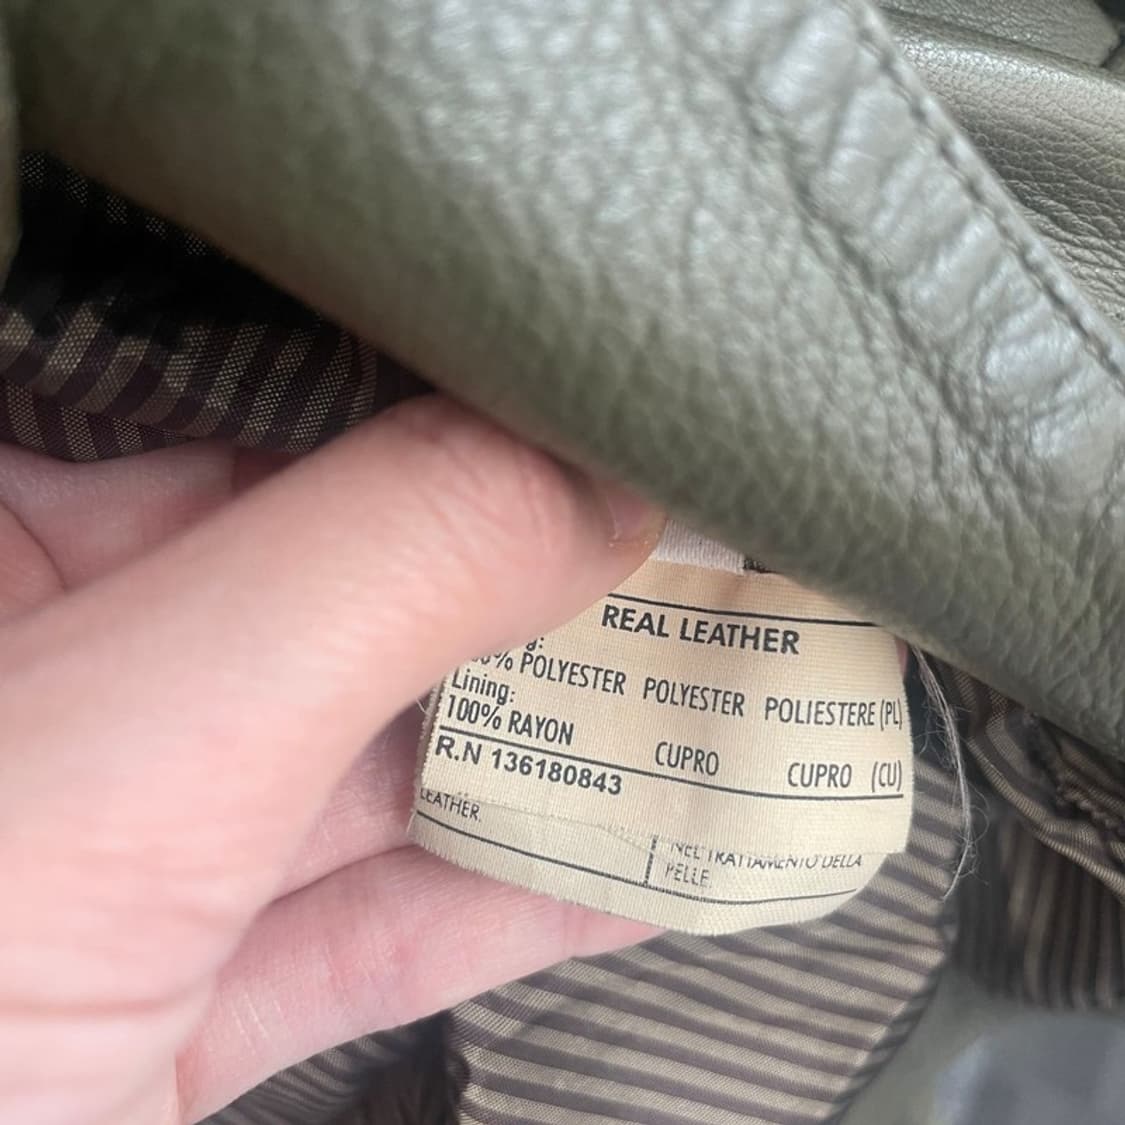 REAL LEATHER
% POLYESTER POLYESTER POLIESTERE (PL)
Lining:
100% RAYON CUPRO CUPRO (CU)
R.N 136180843
LEATHER.
NEL TRATTAMENTO DELLA
PELLE.